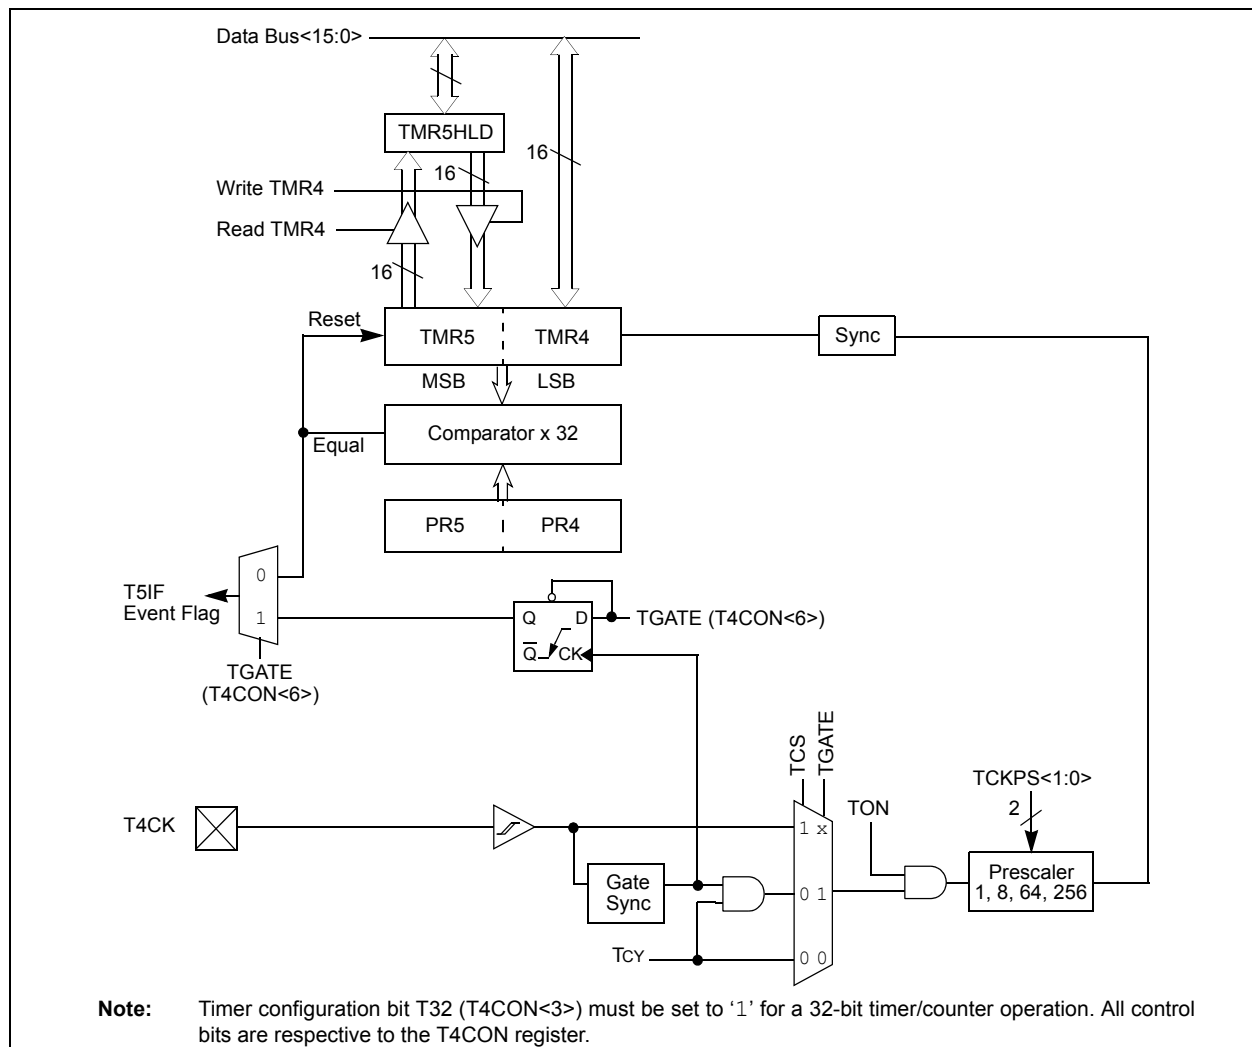 Data Bus<15:0>
TMR5HLD
16
16
Write TMR4
Read TMR4
16
Reset
TMR5
TMR4
Sync
MSB
LSB
Equal
Comparator x 32
PR5
PR4
0
T5IF
Event Flag
1
Q
D
TGATE (T4CON<6>)
Q
CK
TGATE
(T4CON<6>)
TCS
TGATE
TCKPS<1:0>
2
TON
T4CK
1 x
Gate
Sync
0 1
Prescaler
1, 8, 64, 256
TCY
0 0
Note: Timer configuration bit T32 (T4CON<3>) must be set to ‘1’ for a 32-bit timer/counter operation. All control
bits are respective to the T4CON register.